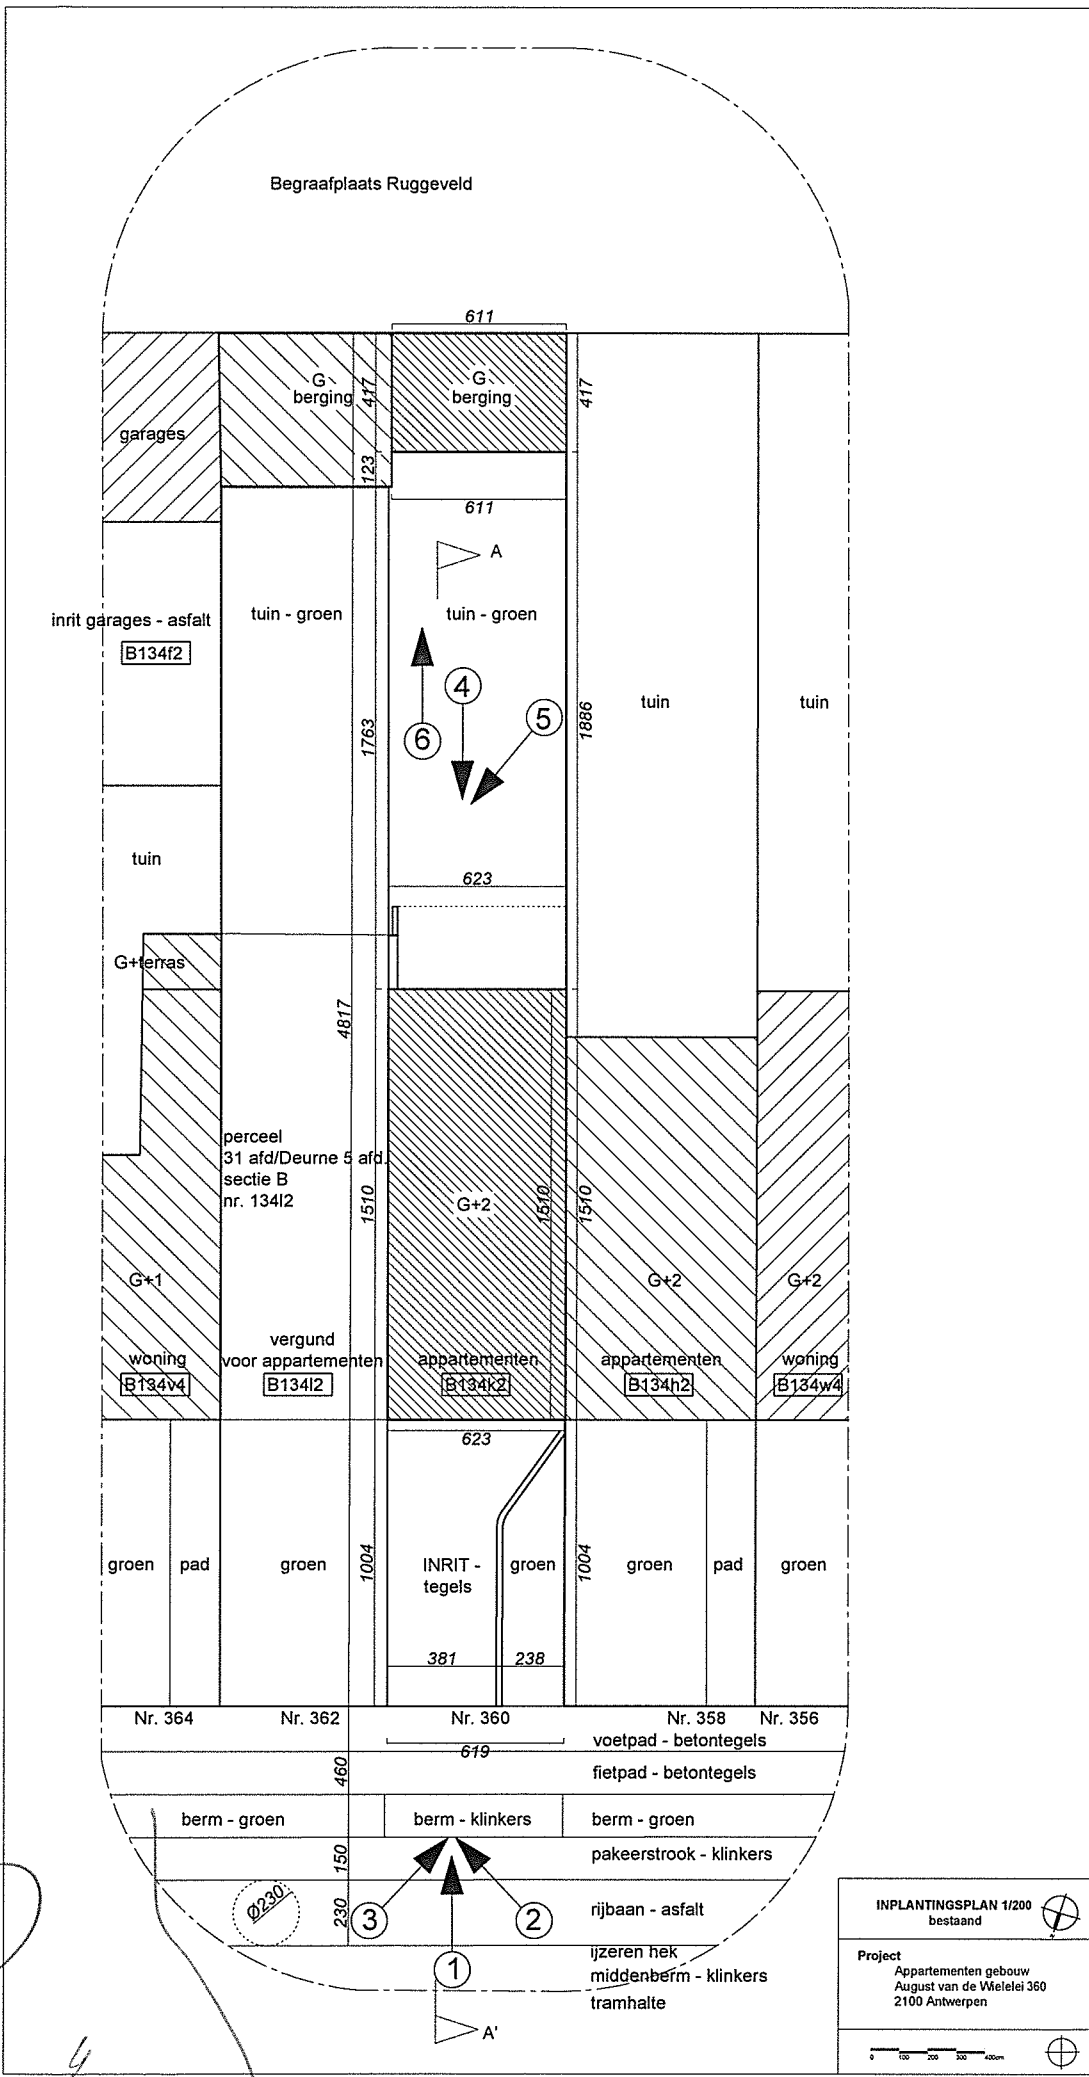 Begraafplaats Ruggeveld
611
G
berging
417
G
berging
417
garages
123
611
A
inrit garages - asfalt
B134f2
tuin - groen
tuin - groen
4
5
6
1763
1886
tuin
tuin
tuin
623
G+terras
4817
perceel
31 afd/Deurne 5 afd.
sectie B
nr. 134l2
1510
G+2
1510
1510
G+1
G+2
G+2
woning
B134v4
vergund
voor appartementen
B134l2
appartementen
B134k2
appartementen
B134h2
woning
B134w4
623
groen
pad
groen
1004
INRIT -
tegels
groen
1004
groen
pad
groen
381
238
Nr. 364
Nr. 362
Nr. 360
Nr. 358
Nr. 356
619
voetpad - betontegels
460
fietpad - betontegels
berm - groen
berm - klinkers
berm - groen
150
pakeerstrook - klinkers
Ø230
230
3
2
rijbaan - asfalt
1
ijzeren hek
middenberm - klinkers
tramhalte
A'
INPLANTINGSPLAN 1/200
bestaand
Project
Appartementen gebouw
August van de Wielelei 360
2100 Antwerpen
0 100 200 300 400cm